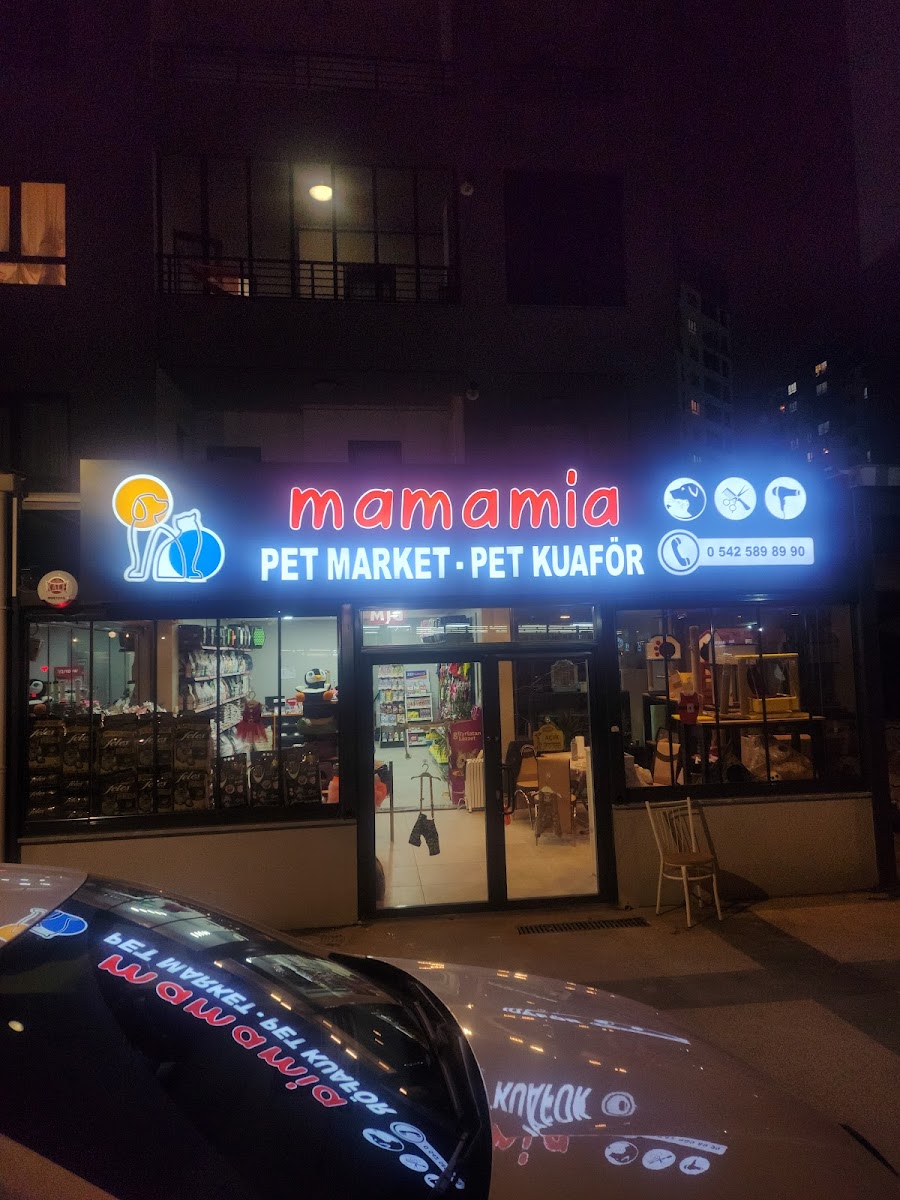 mamamia
PET MARKET · PET KUAFÖR
0 542 589 89 90